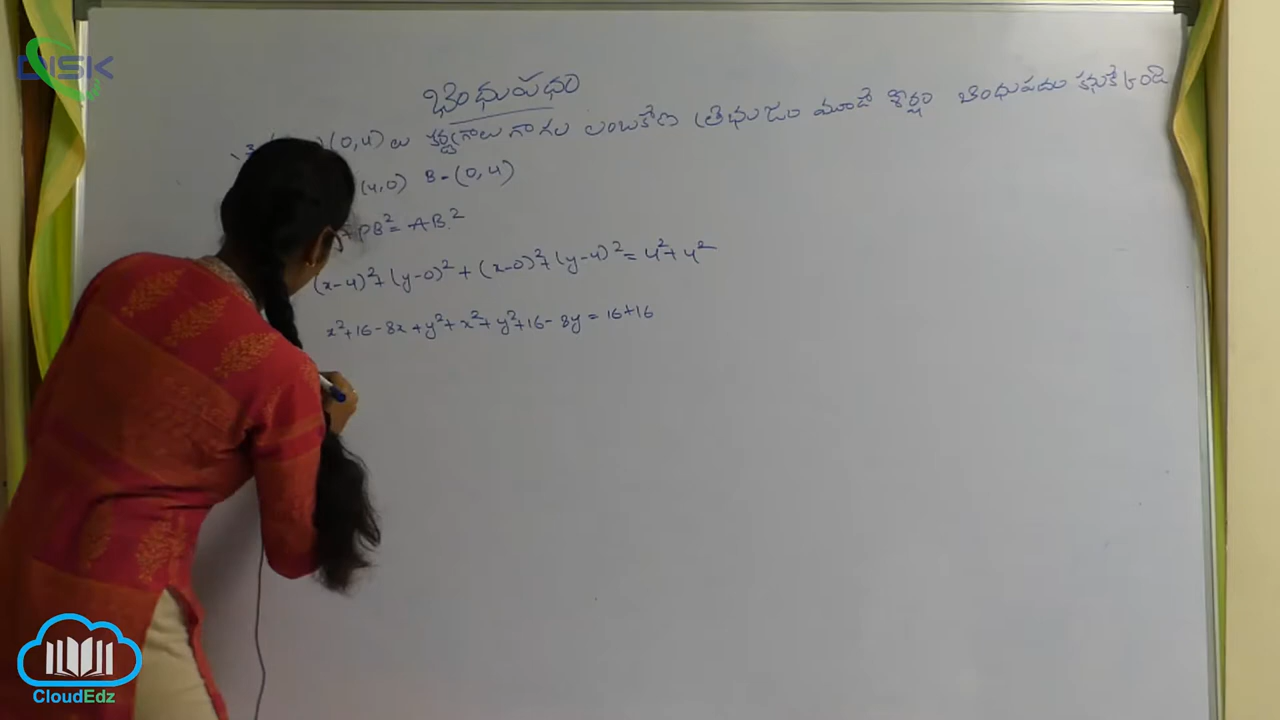 DISK
బిందుపథం
(0,4) లు కర్ణాగ్రాలుగా గల లంబకోణ త్రిభుజం మూడో శీర్షం బిందుపథం కనుక్కోండి
(4,0) B-(0,4)
+PB²=AB²
(x-4)²+(y-0)²+(x-0)²+(y-4)²=4²+4²
x²+16-8x+y²+x²+y²+16-8y=16+16
CloudEdz